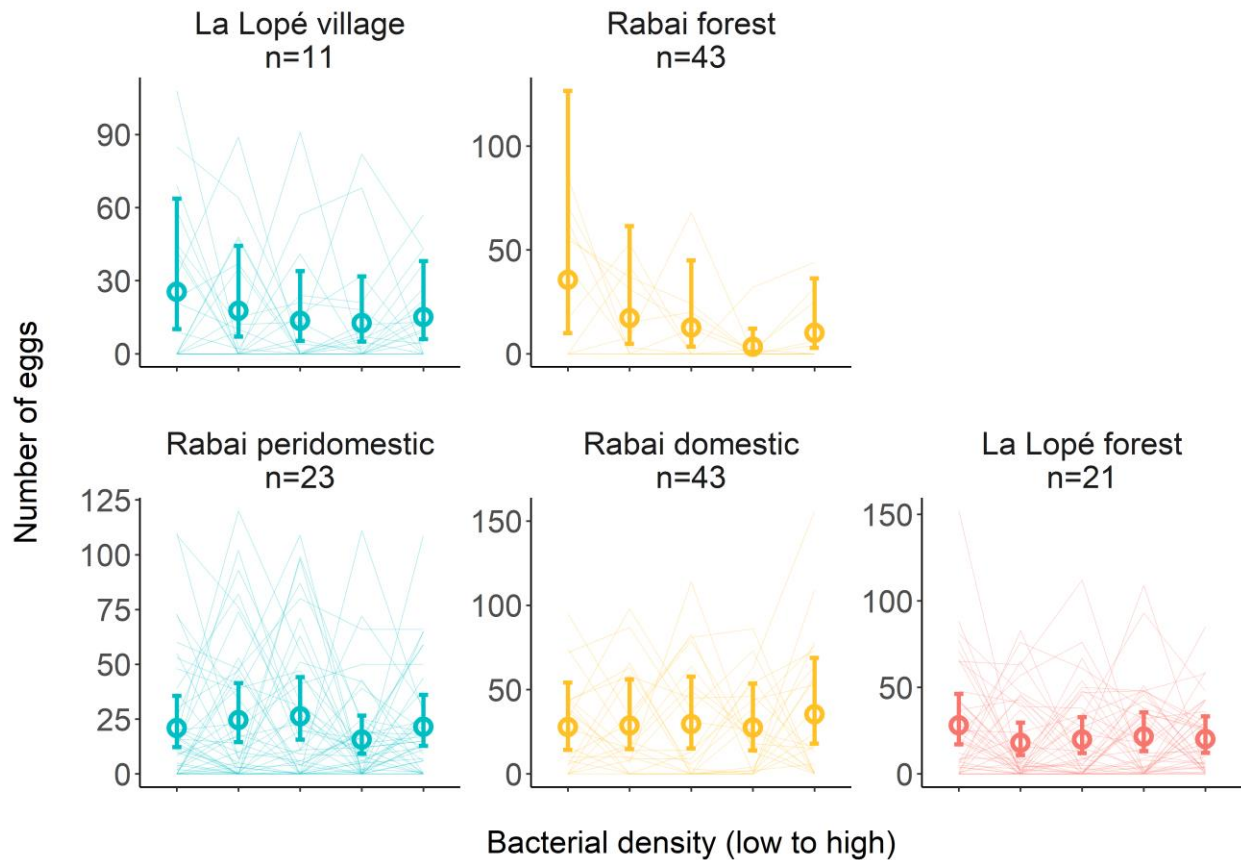 La Lopé village
n=11
Rabai forest
n=43
90
60
30
0
100
50
0
Number of eggs
Rabai peridomestic
n=23
Rabai domestic
n=43
La Lopé forest
n=21
125
100
75
50
25
0
150
100
50
0
150
100
50
0
Bacterial density (low to high)